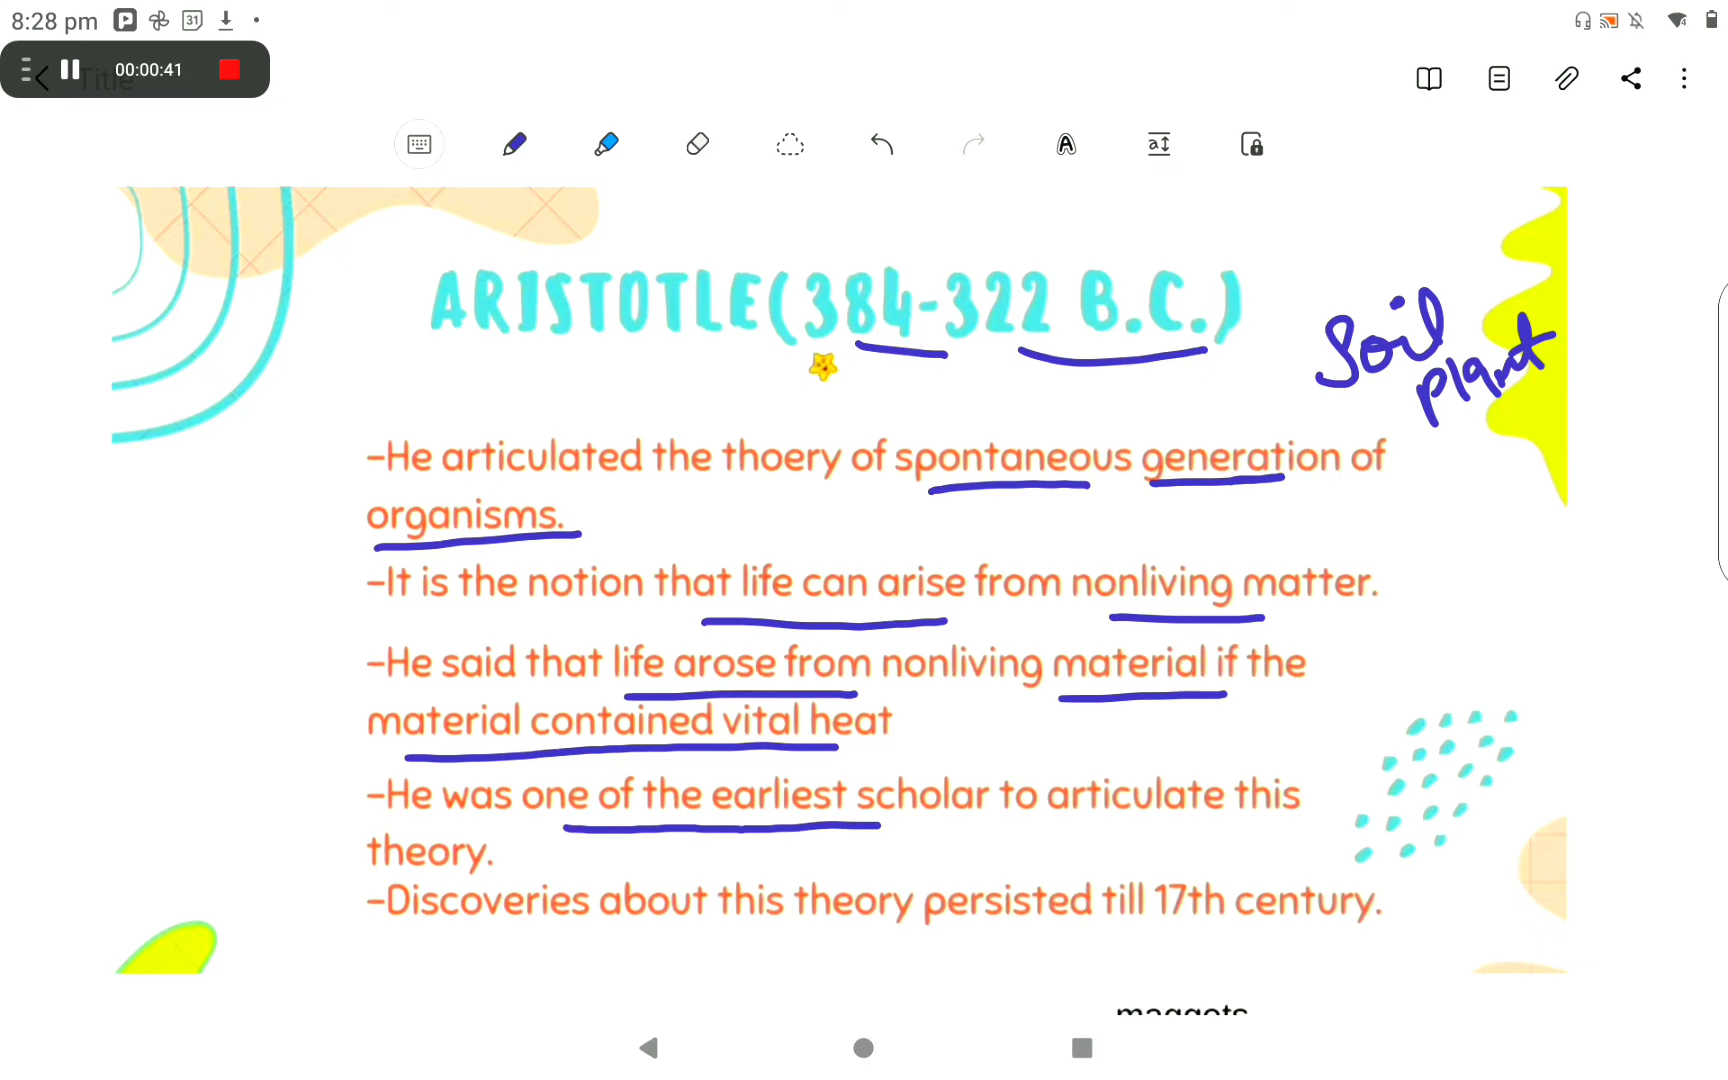 8:28 pm
31
00:00:41
Title
ARISTOTLE(384-322 B.C.)
Soil
plant
-He articulated the thoery of spontaneous generation of
organisms.
-It is the notion that life can arise from nonliving matter.
-He said that life arose from nonliving material if the
material contained vital heat
-He was one of the earliest scholar to articulate this
theory.
-Discoveries about this theory persisted till 17th century.
maggots